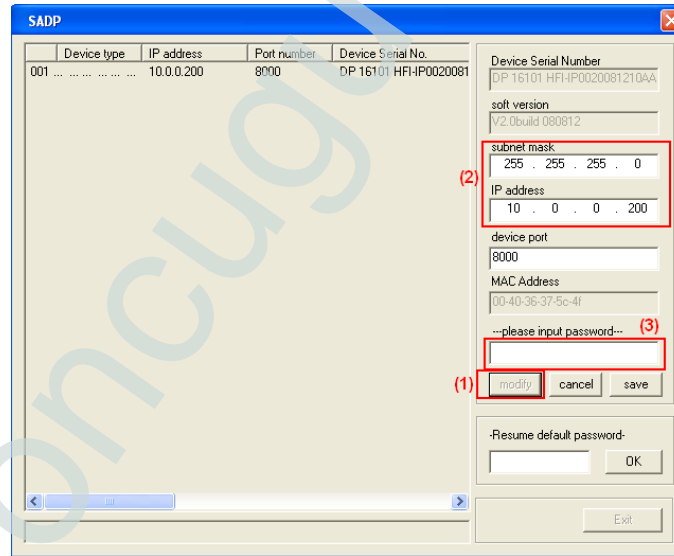 SADP
Device type IP address Port number Device Serial No.
001 ... ... ... ... ... 10.0.0.200 8000 DP 16101 HFI-IP0020081
Device Serial Number
DP 16101 HFI-IP0020081210AA
soft version
V2.0build 080812
subnet mask
(2)
255 . 255 . 255 . 0
IP address
10 . 0 . 0 . 200
device port
8000
MAC Address
00-40-36-37-5c-4f
---please input password---
(3)
(1)
modify cancel save
-Resume default password-
OK
Exit
oncugu